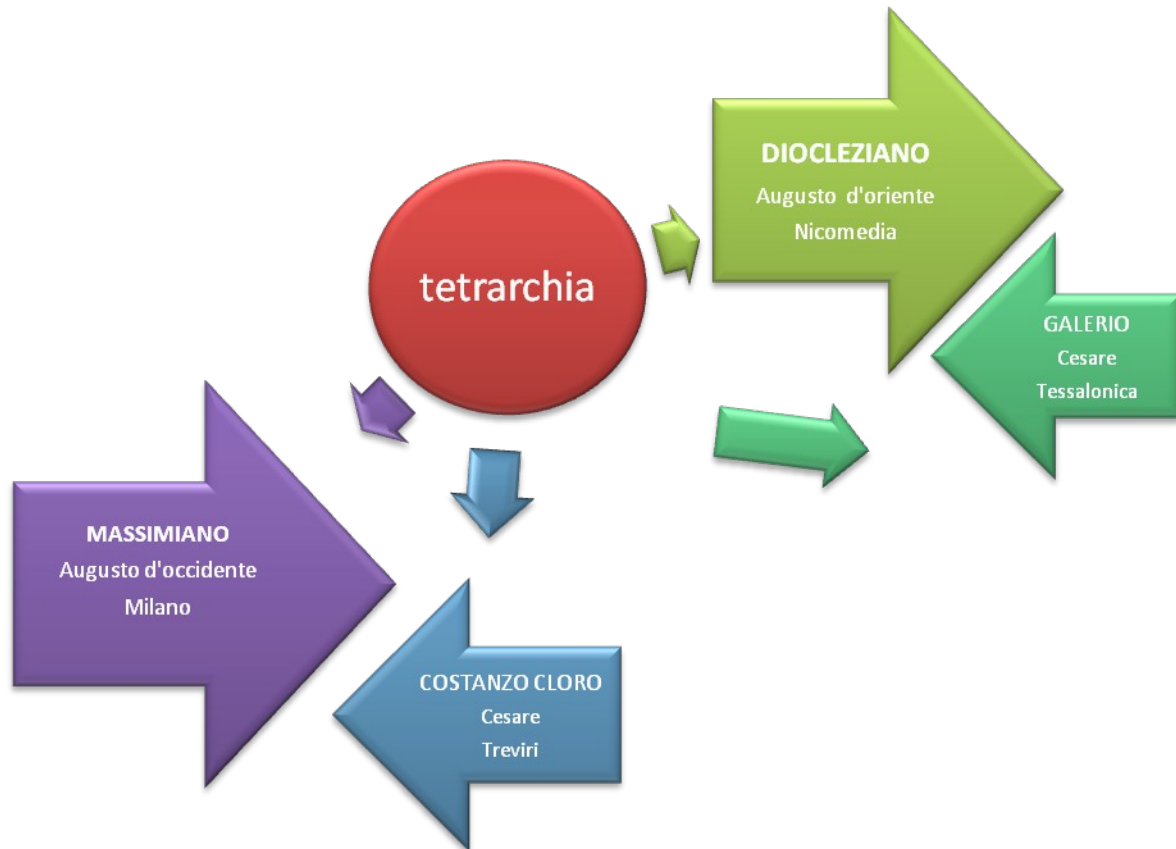 tetrarchia
DIOCLEZIANO
Augusto d'oriente
Nicomedia
GALERIO
Cesare
Tessalonica
MASSIMIANO
Augusto d'occidente
Milano
COSTANZO CLORO
Cesare
Treviri